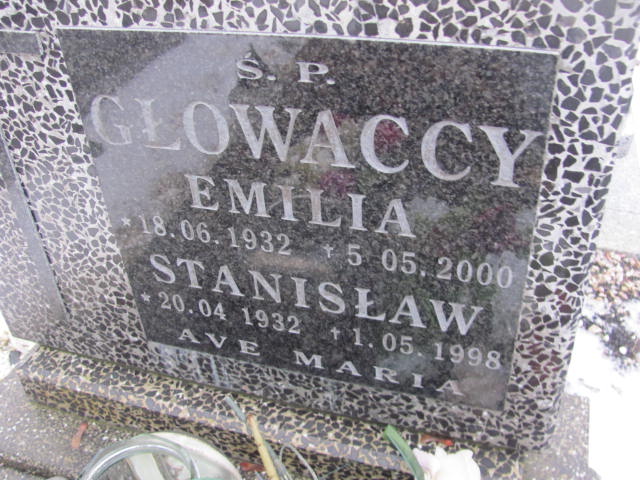 Ś. P.
GŁOWACCY
EMILIA
*18.06.1932 +5 05.2000
STANISŁAW
*20.04 1932 +1.05.1998
AVE MARIA